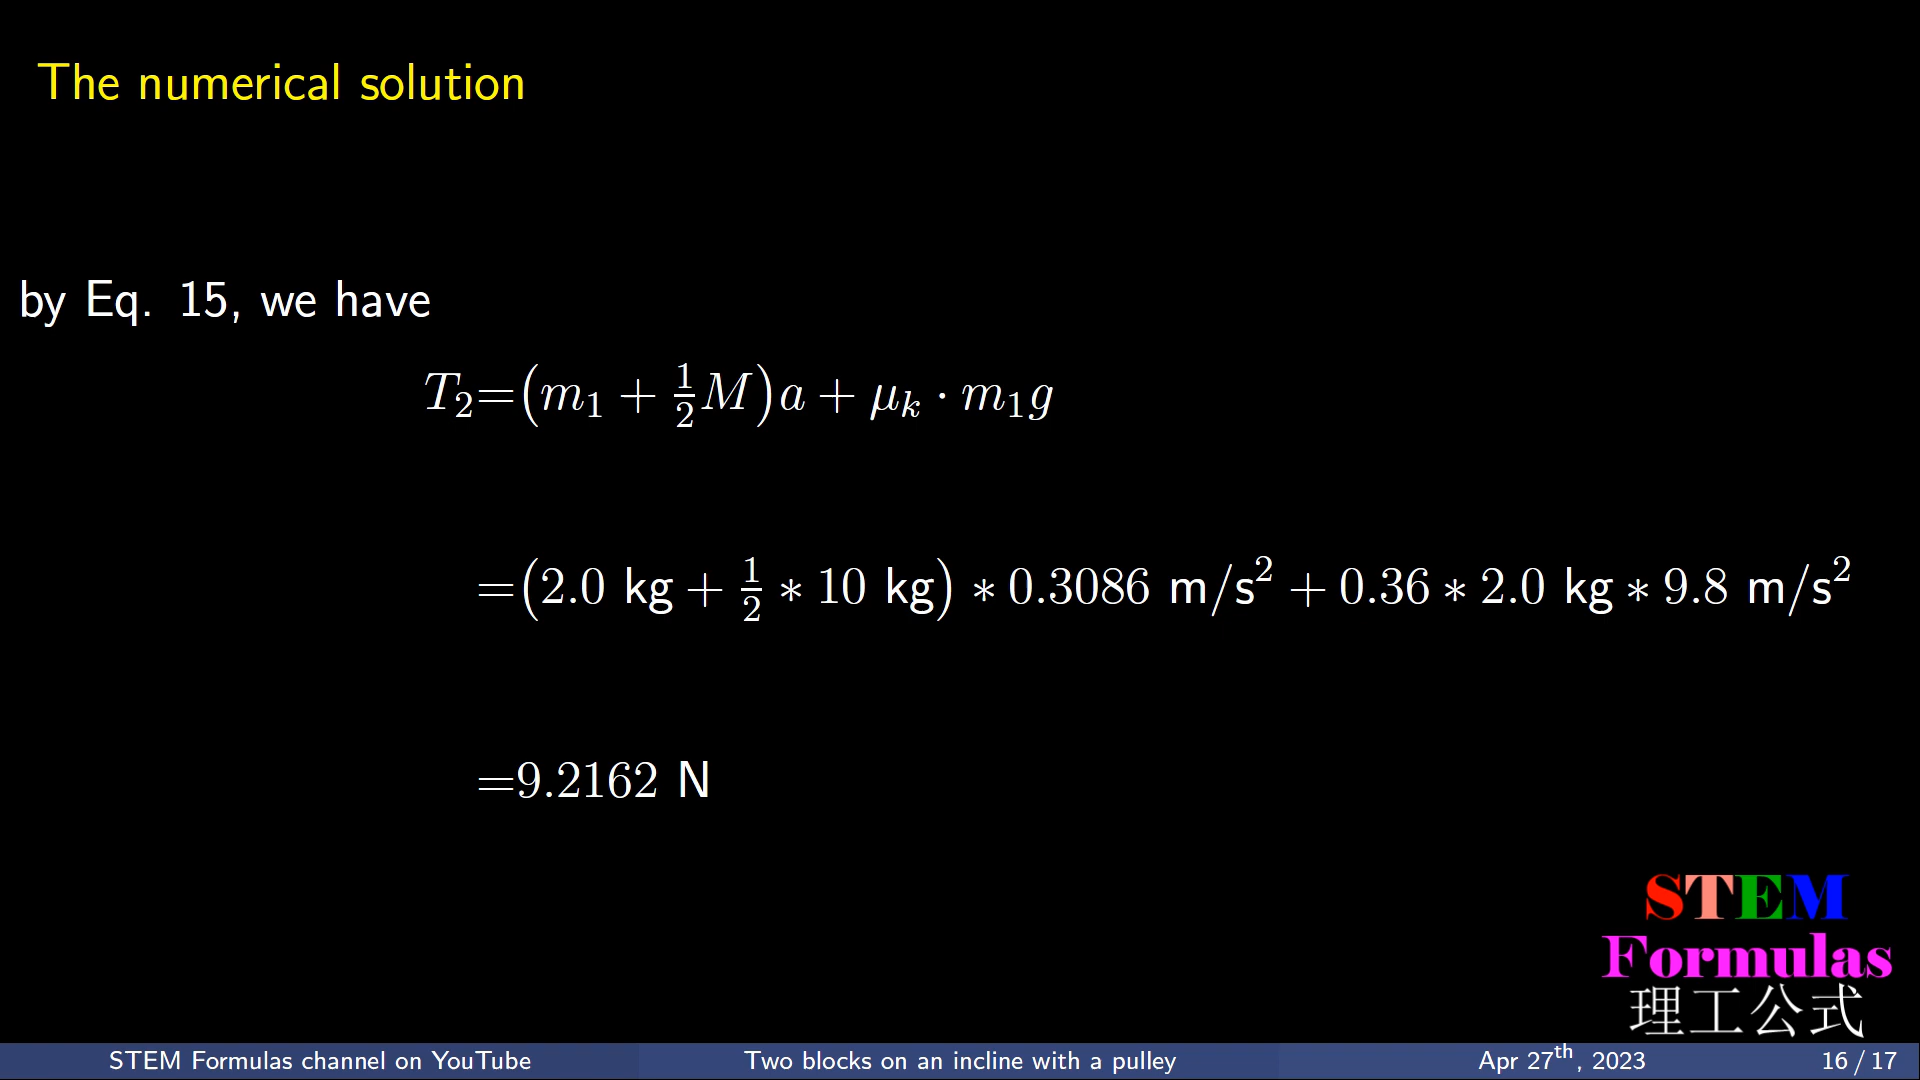 The numerical solution
by Eq. 15, we have
T₂=(m₁ + ½M)a + μₖ · m₁g
=(2.0 kg + ½ ∗ 10 kg) ∗ 0.3086 m/s² + 0.36 ∗ 2.0 kg ∗ 9.8 m/s²
=9.2162 N
STEM
Formulas
理工公式
STEM Formulas channel on YouTube Two blocks on an incline with a pulley Apr 27th, 2023 16 / 17